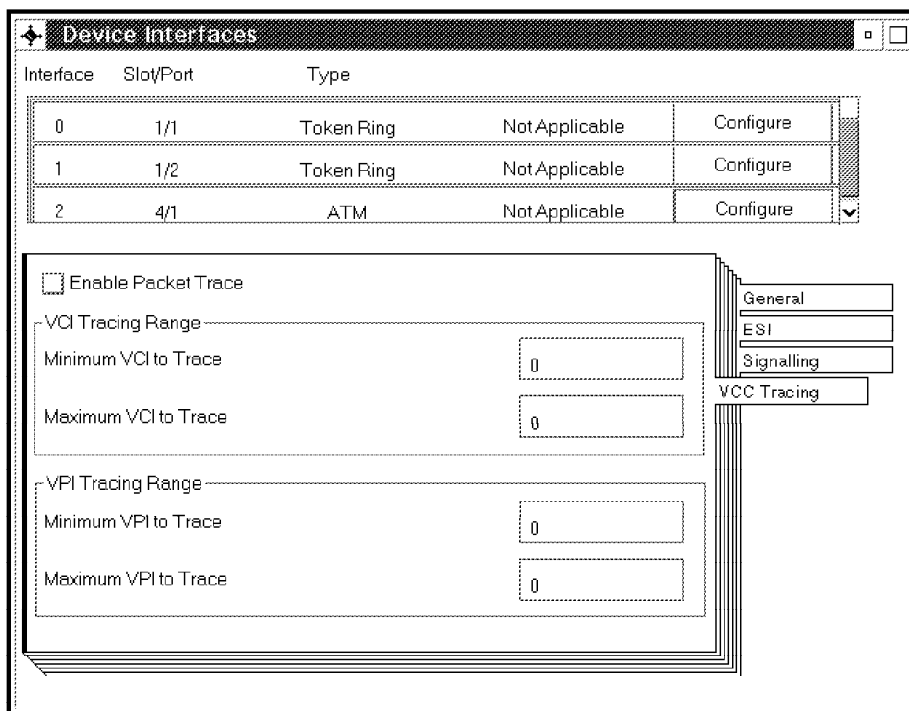 Device Interfaces
Interface Slot/Port Type
0 1/1 Token Ring Not Applicable Configure
1 1/2 Token Ring Not Applicable Configure
2 4/1 ATM Not Applicable Configure
Enable Packet Trace
General
VCI Tracing Range
ESI
Minimum VCI to Trace 0
Signalling
VCC Tracing
Maximum VCI to Trace 0
VPI Tracing Range
Minimum VPI to Trace 0
Maximum VPI to Trace 0